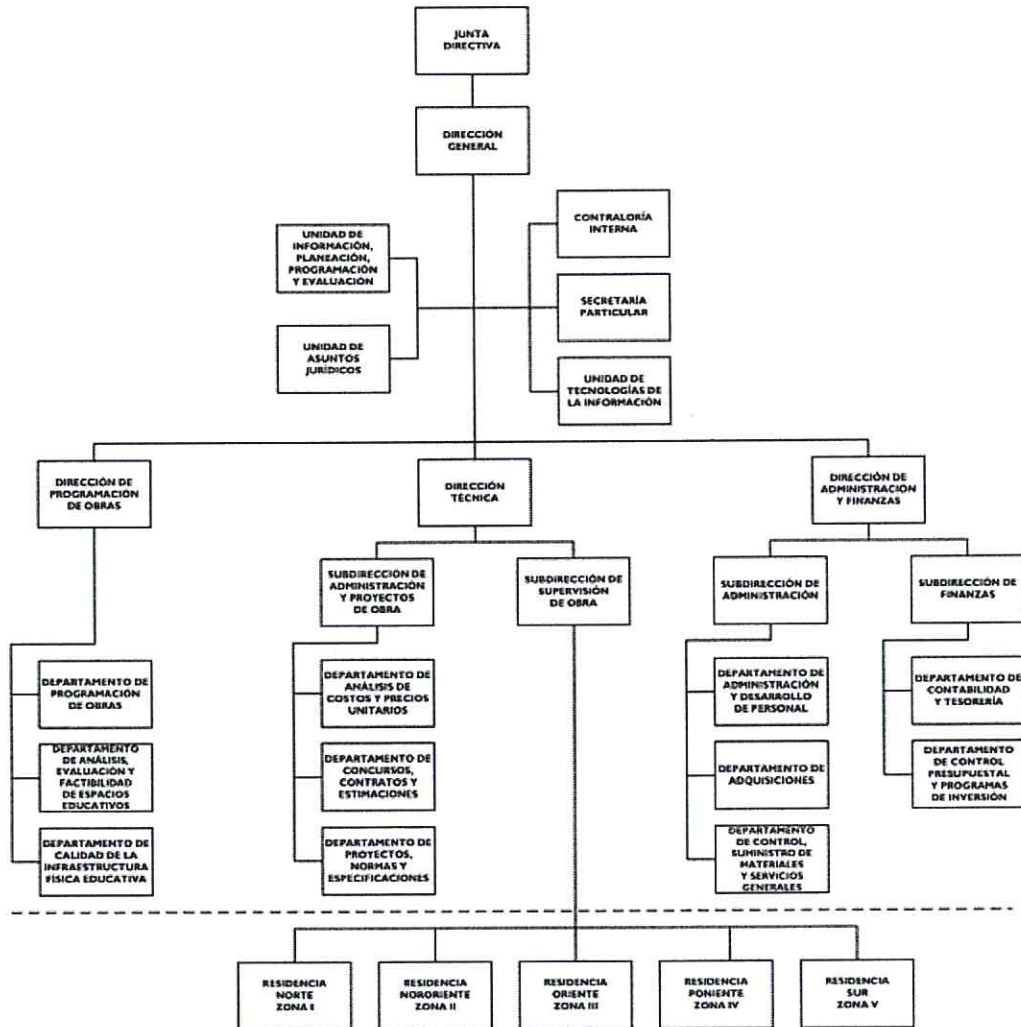 JUNTA
DIRECTIVA
DIRECCIÓN
GENERAL
UNIDAD DE
INFORMACIÓN,
PLANEACIÓN,
PROGRAMACIÓN
Y EVALUACIÓN
UNIDAD DE
ASUNTOS
JURÍDICOS
CONTRALORÍA
INTERNA
SECRETARÍA
PARTICULAR
UNIDAD DE
TECNOLOGÍAS DE
LA INFORMACIÓN
DIRECCIÓN DE
PROGRAMACIÓN
DE OBRAS
DIRECCIÓN
TÉCNICA
DIRECCIÓN DE
ADMINISTRACIÓN
Y FINANZAS
SUBDIRECCIÓN DE
ADMINISTRACIÓN
Y PROYECTOS
DE OBRA
SUBDIRECCIÓN DE
SUPERVISIÓN
DE OBRA
SUBDIRECCIÓN DE
ADMINISTRACIÓN
SUBDIRECCIÓN DE
FINANZAS
DEPARTAMENTO DE
PROGRAMACIÓN
DE OBRAS
DEPARTAMENTO
DE ANÁLISIS,
EVALUACIÓN Y
FACTIBILIDAD
DE ESPACIOS
EDUCATIVOS
DEPARTAMENTO DE
CALIDAD DE LA
INFRAESTRUCTURA
FÍSICA EDUCATIVA
DEPARTAMENTO DE
ANÁLISIS DE
COSTOS Y PRECIOS
UNITARIOS
DEPARTAMENTO DE
CONCURSOS,
CONTRATOS Y
ESTIMACIONES
DEPARTAMENTO DE
PROYECTOS,
NORMAS Y
ESPECIFICACIONES
DEPARTAMENTO DE
ADMINISTRACIÓN
Y DESARROLLO
DE PERSONAL
DEPARTAMENTO DE
ADQUISICIONES
DEPARTAMENTO
DE CONTROL,
SUMINISTRO DE
MATERIALES
Y SERVICIOS
GENERALES
DEPARTAMENTO DE
CONTABILIDAD
Y TESORERÍA
DEPARTAMENTO
DE CONTROL
PRESUPUESTAL
Y PROGRAMAS
DE INVERSIÓN
RESIDENCIA
NORTE
ZONA I
RESIDENCIA
NORORIENTE
ZONA II
RESIDENCIA
ORIENTE
ZONA III
RESIDENCIA
PONIENTE
ZONA IV
RESIDENCIA
SUR
ZONA V